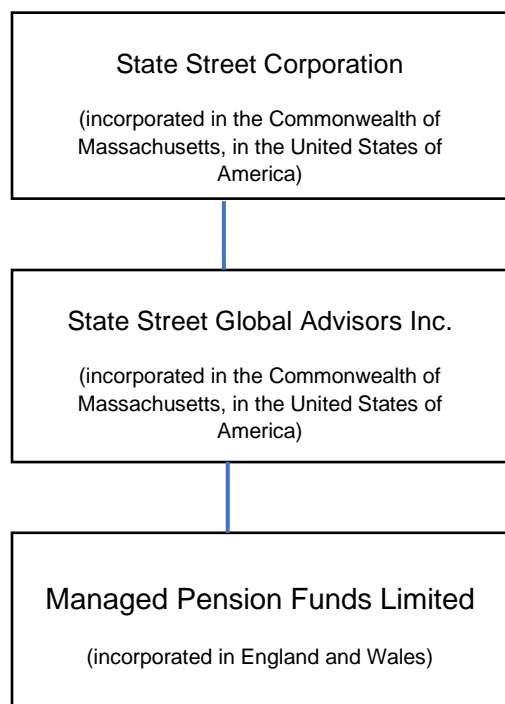 State Street Corporation
(incorporated in the Commonwealth of
Massachusetts, in the United States of
America)
State Street Global Advisors Inc.
(incorporated in the Commonwealth of
Massachusetts, in the United States of
America)
Managed Pension Funds Limited
(incorporated in England and Wales)